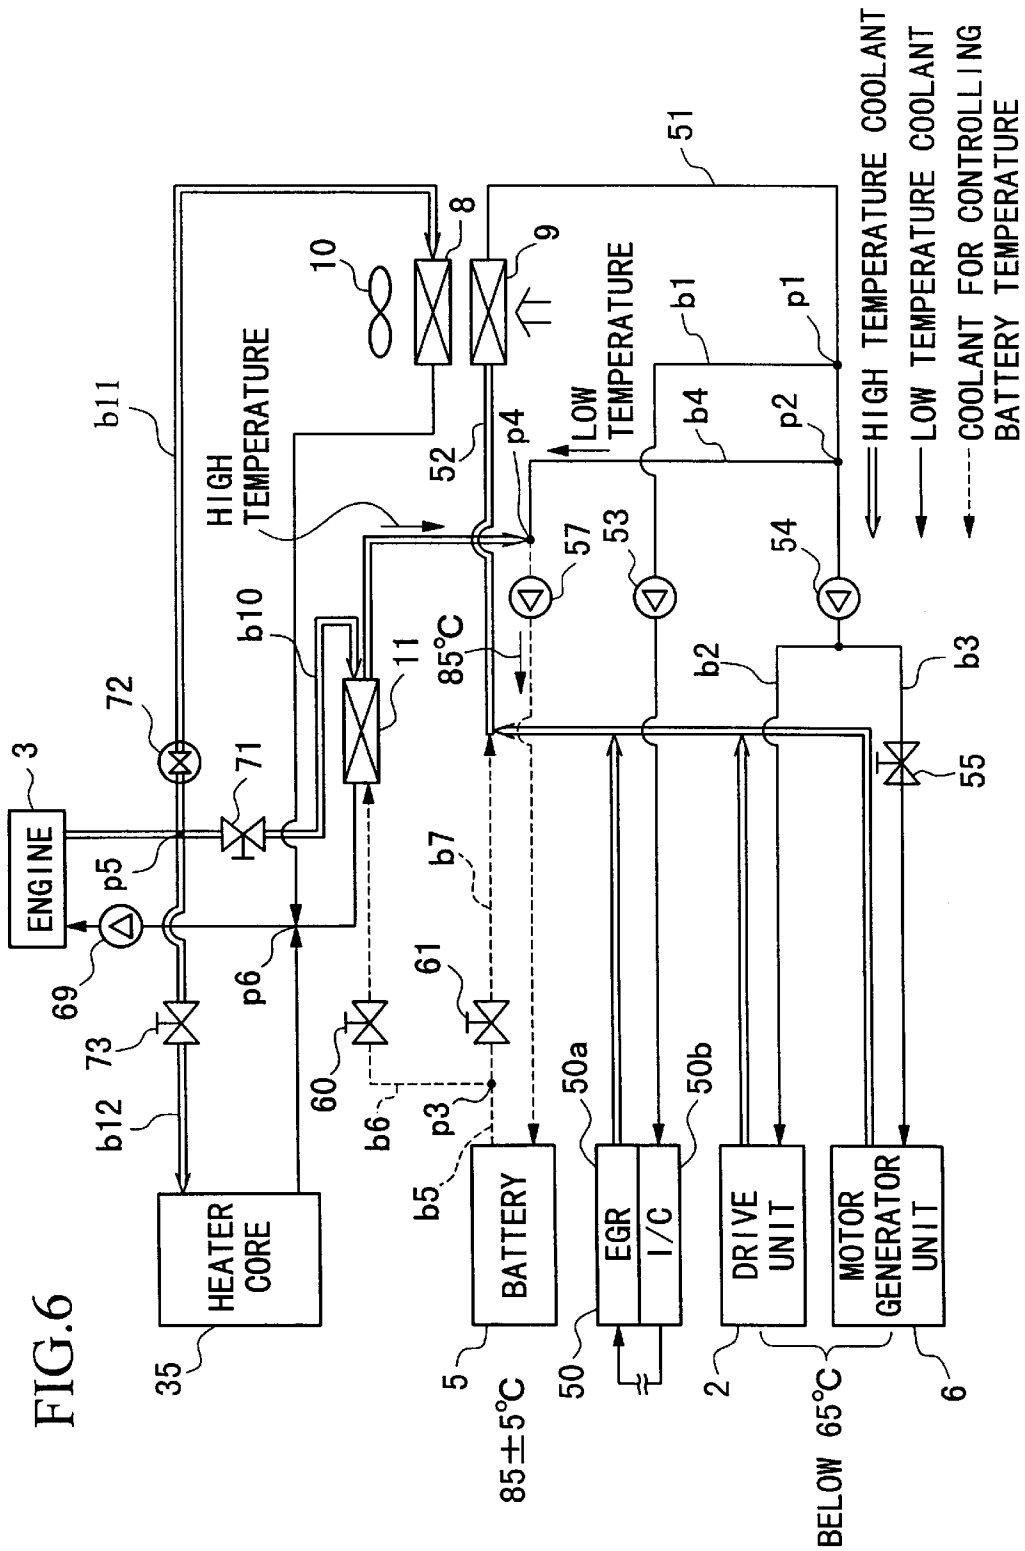 FIG.6
35
HEATER
CORE
b12
73
69
ENGINE
3
p5
p6
72
71
b11
HIGH
TEMPERATURE
10
8
9
b10
11
52
p4
85°C
57
LOW
TEMPERATURE
51
b1
b4
p1
p2
53
54
60
61
b6
b7
p3
b5
5
BATTERY
85±5°C
50
50a
50b
EGR
I/C
2
DRIVE
UNIT
b2
b3
55
MOTOR
GENERATOR
UNIT
6
BELOW 65°C
HIGH TEMPERATURE COOLANT
LOW TEMPERATURE COOLANT
COOLANT FOR CONTROLLING
BATTERY TEMPERATURE